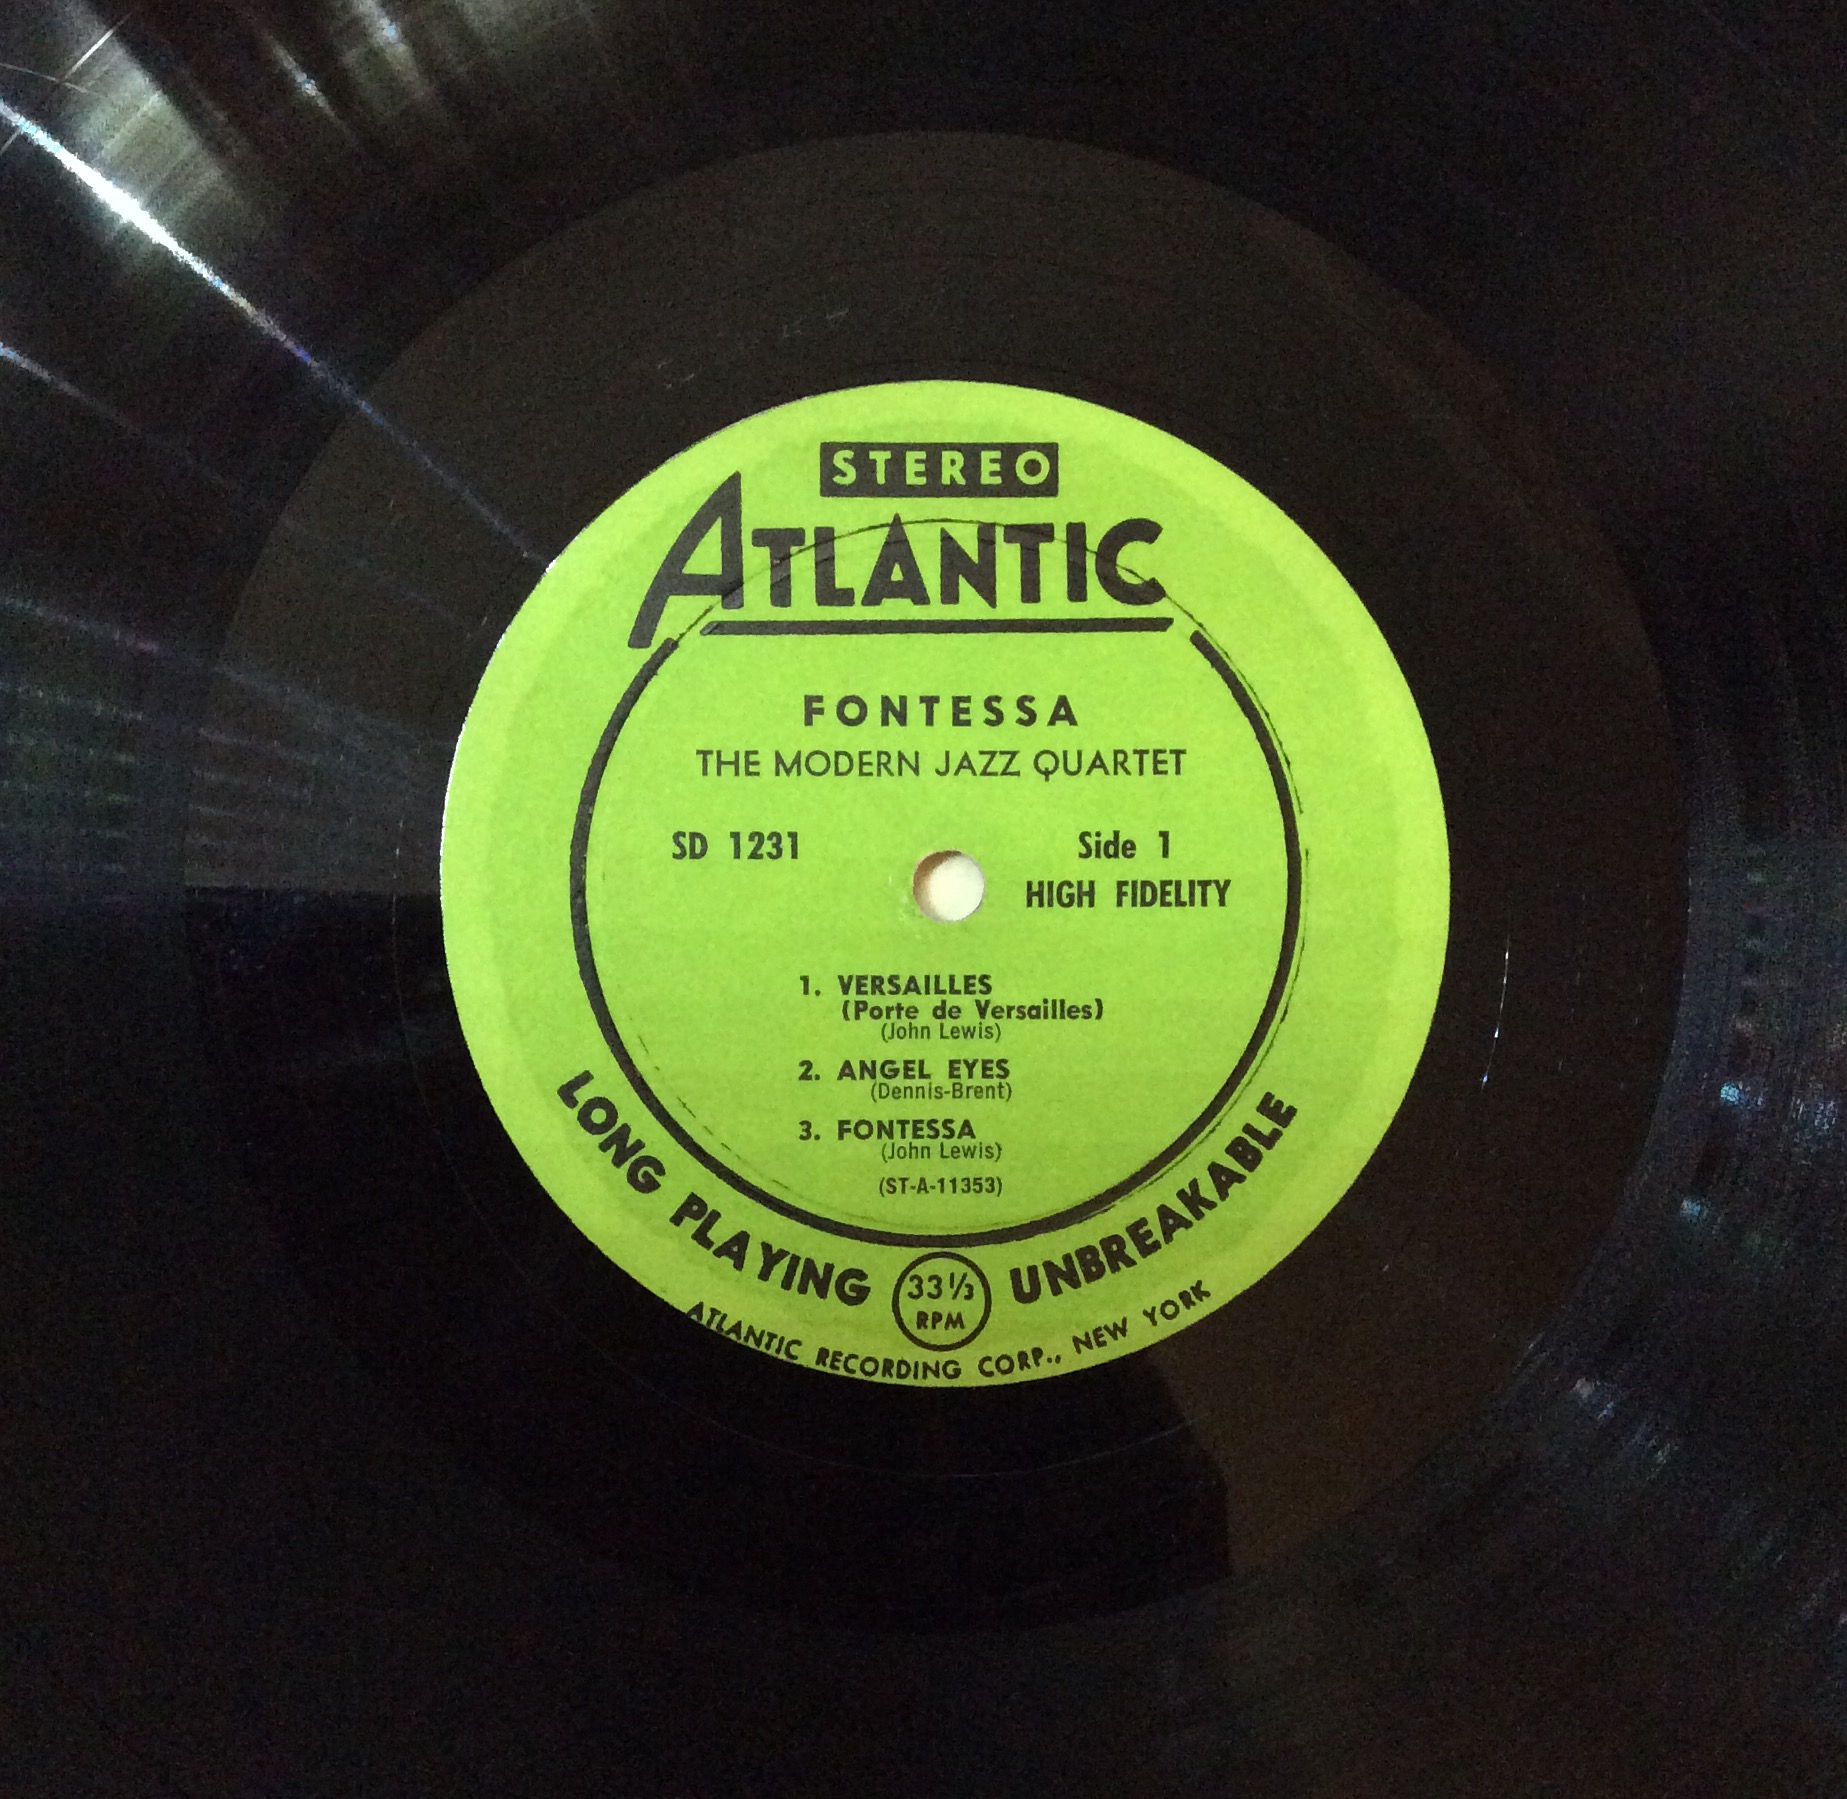 STEREO
ATLANTIC
FONTESSA
THE MODERN JAZZ QUARTET
SD 1231
Side 1
HIGH FIDELITY
1. VERSAILLES
(Porte de Versailles)
(John Lewis)
2. ANGEL EYES
(Dennis-Brent)
3. FONTESSA
(John Lewis)
(ST-A-11353)
LONG PLAYING
33⅓
RPM
UNBREAKABLE
ATLANTIC RECORDING CORP., NEW YORK